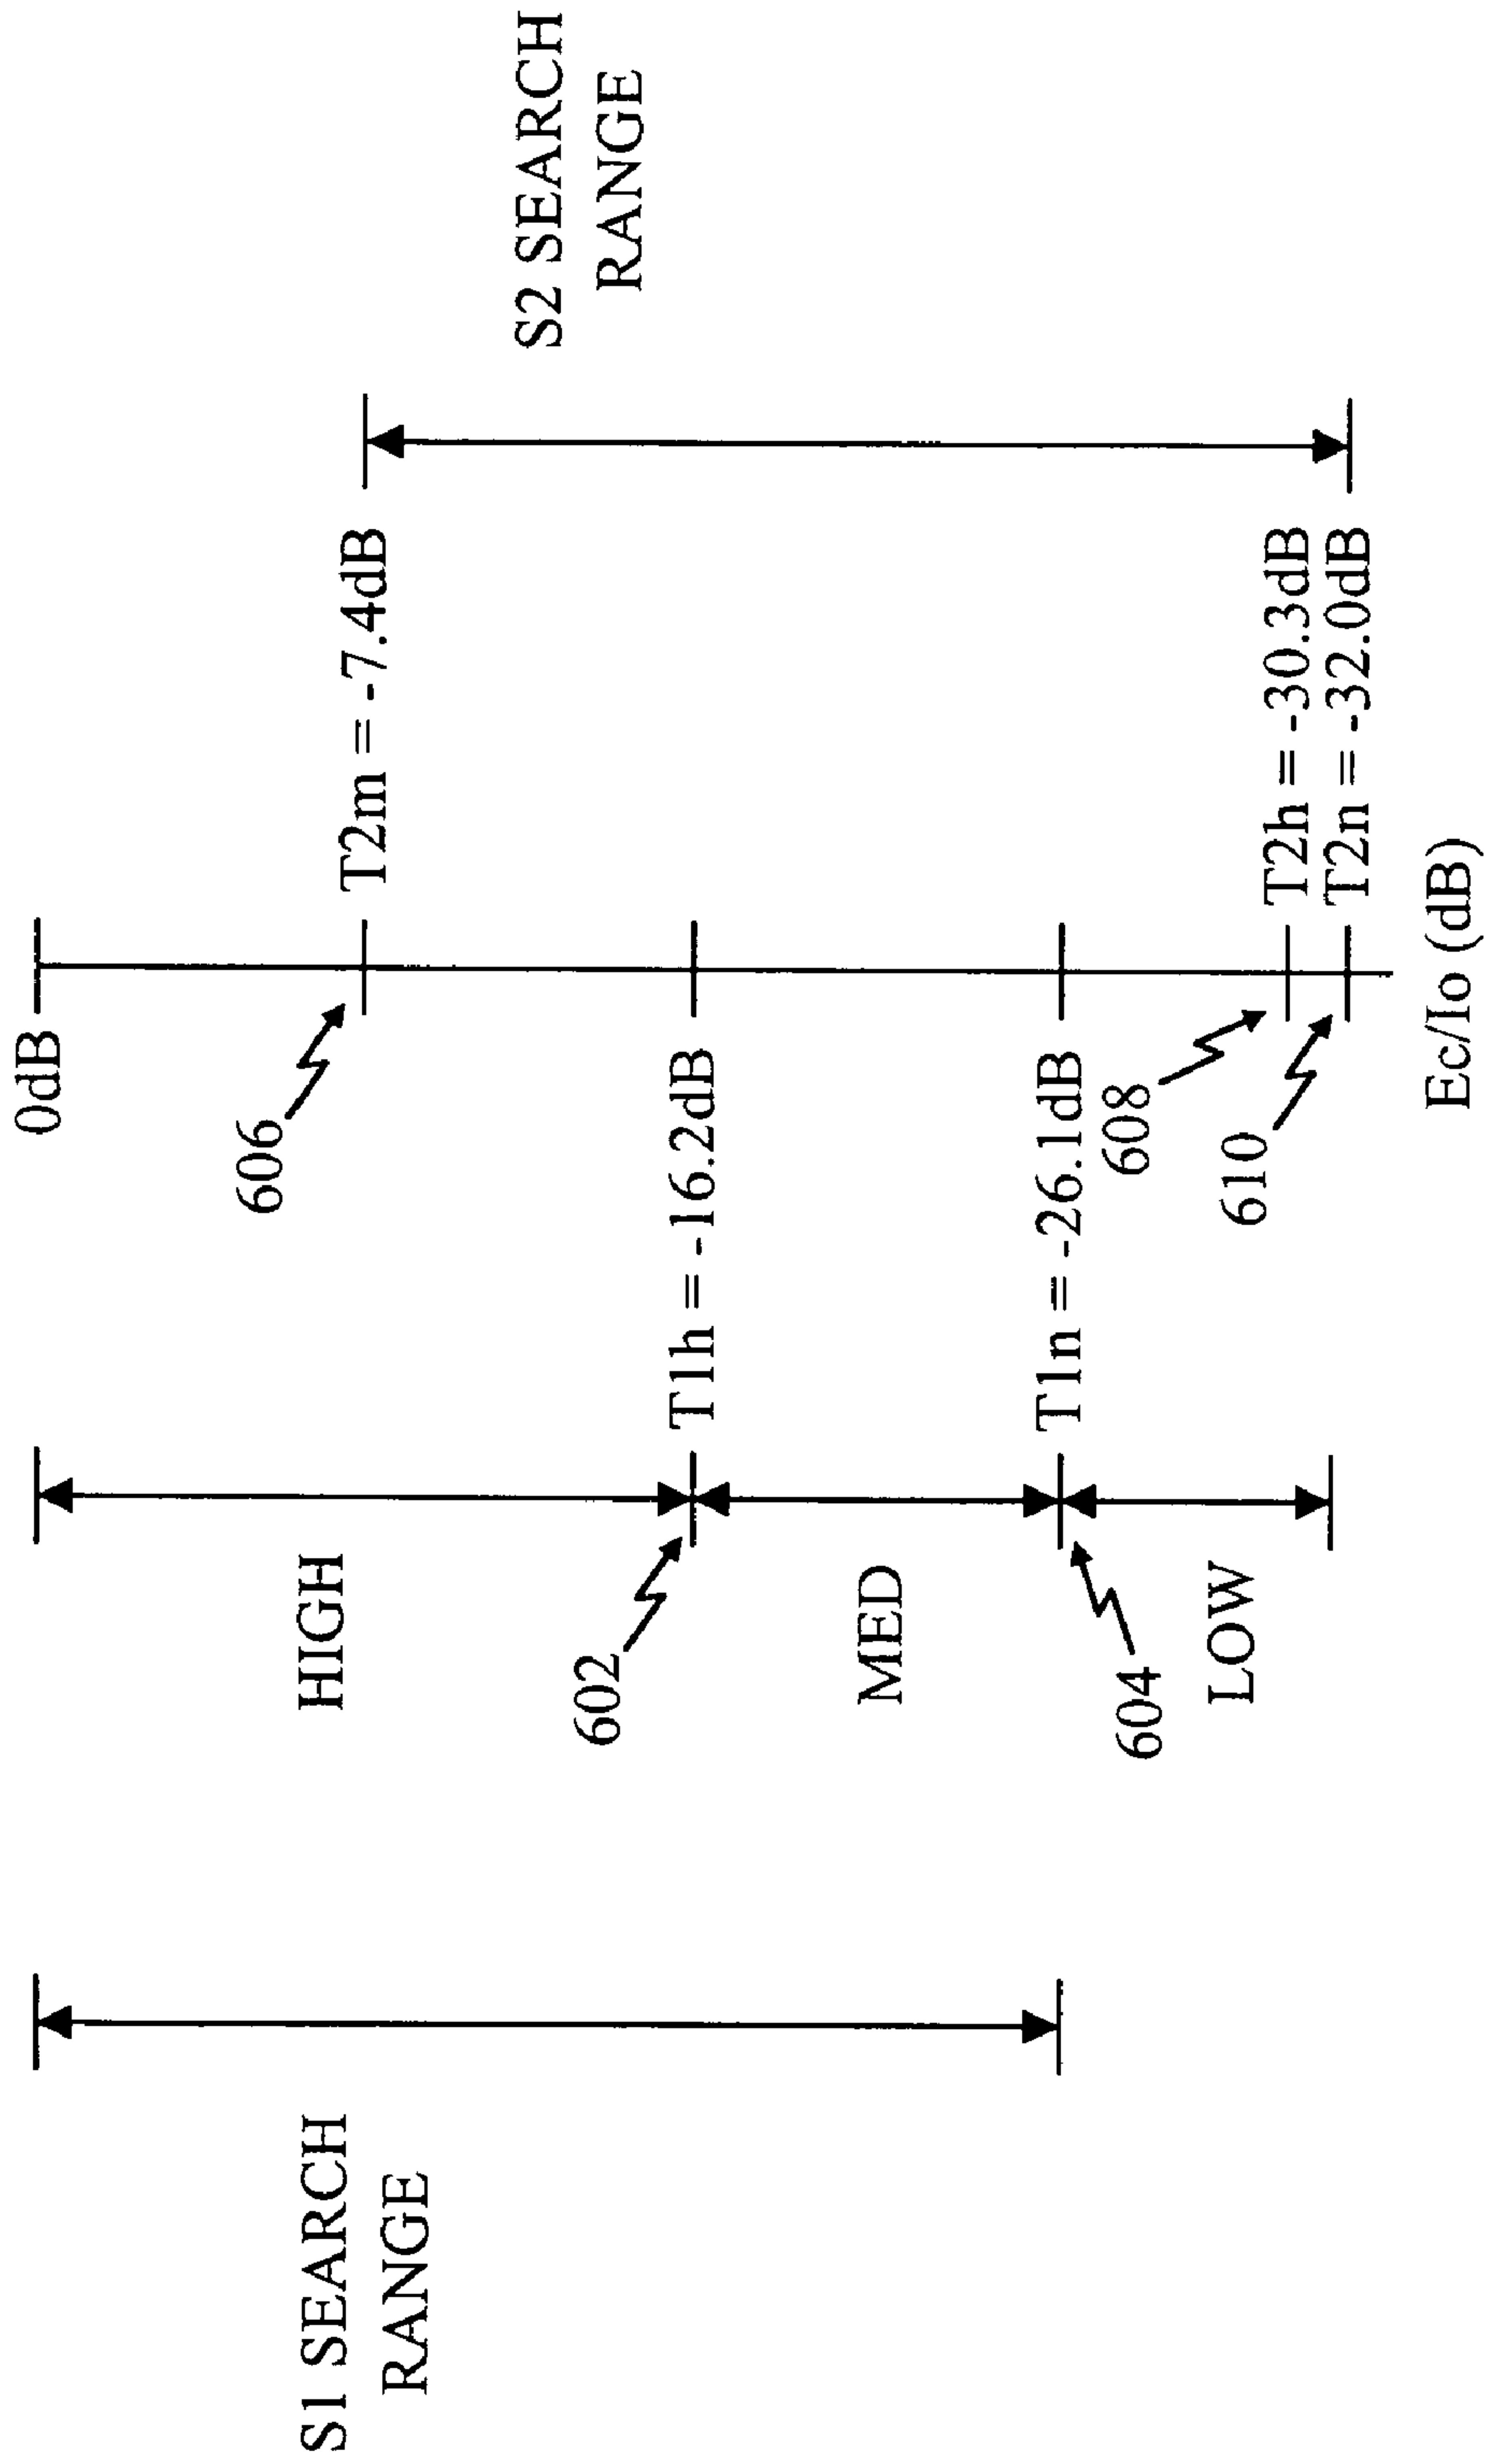 S1 SEARCH
RANGE
HIGH
602
MED
604
LOW
0dB
606
T1h = -16.2dB
T1n = -26.1dB
608
610
Ec/Io (dB)
T2m = -7.4dB
T2h = -30.3dB
T2n = -32.0dB
S2 SEARCH
RANGE